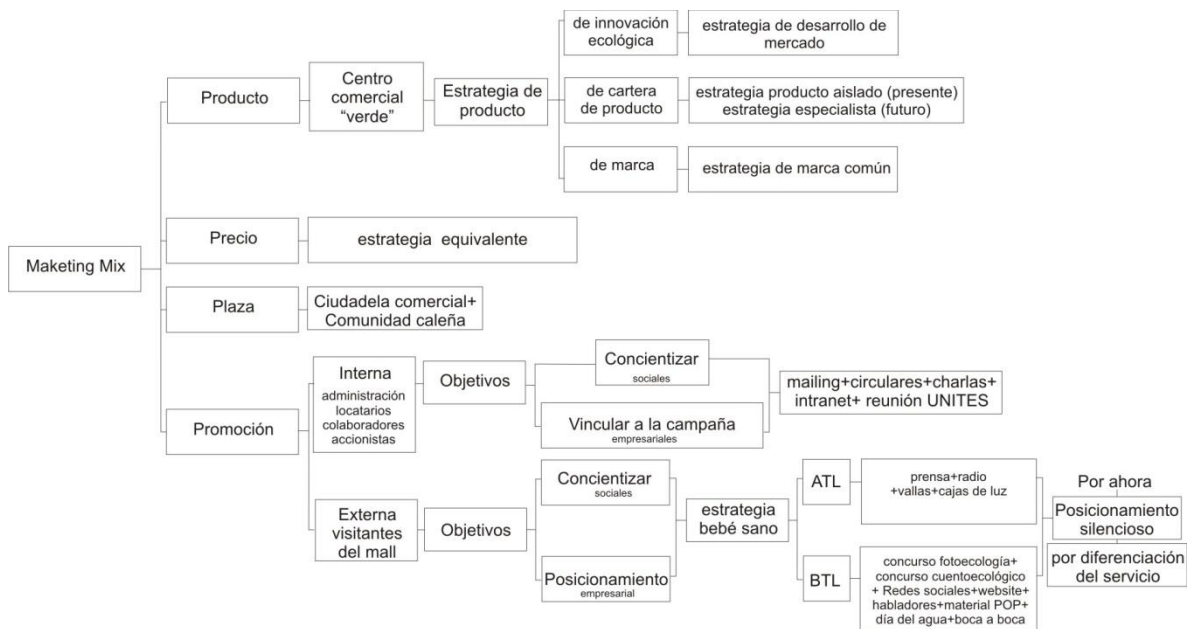 Maketing Mix
Producto
Centro
comercial
“verde”
Estrategia de
producto
de innovación
ecológica
estrategia de desarrollo de
mercado
de cartera
de producto
estrategia producto aislado (presente)
estrategia especialista (futuro)
de marca
estrategia de marca común
Precio
estrategia equivalente
Plaza
Ciudadela comercial+
Comunidad caleña
Promoción
Interna
administración
locatarios
colaboradores
accionistas
Objetivos
Concientizar
sociales
Vincular a la campaña
empresariales
mailing+circulares+charlas+
intranet+ reunión UNITES
Externa
visitantes
del mall
Objetivos
Concientizar
sociales
Posicionamiento
empresarial
estrategia
bebé sano
ATL
prensa+radio
+vallas+cajas de luz
BTL
concurso fotoecología+
concurso cuentoecológico
+ Redes sociales+website+
habladores+material POP+
día del agua+boca a boca
Por ahora
Posicionamiento
silencioso
por diferenciación
del servicio